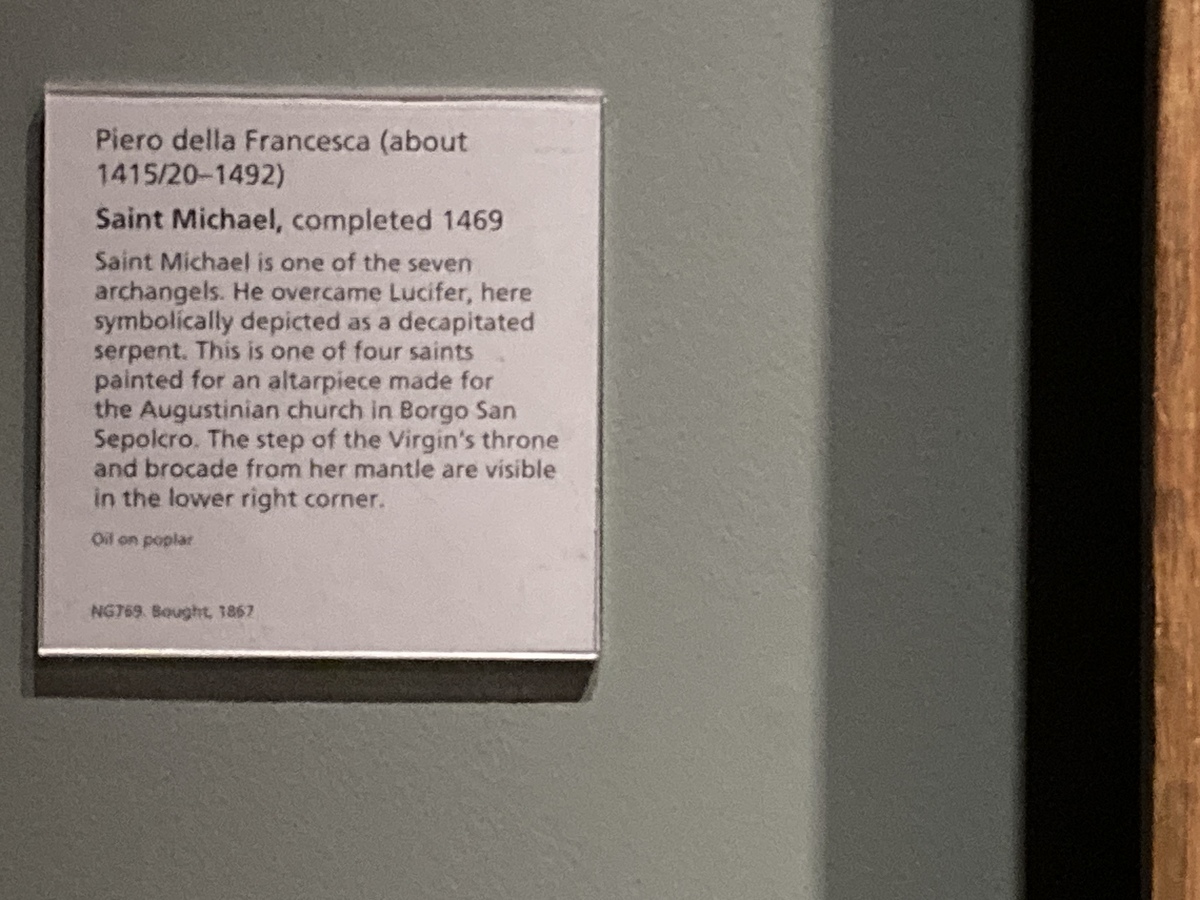 Piero della Francesca (about
1415/20–1492)
Saint Michael, completed 1469
Saint Michael is one of the seven
archangels. He overcame Lucifer, here
symbolically depicted as a decapitated
serpent. This is one of four saints
painted for an altarpiece made for
the Augustinian church in Borgo San
Sepolcro. The step of the Virgin's throne
and brocade from her mantle are visible
in the lower right corner.
Oil on poplar
NG769. Bought, 1867